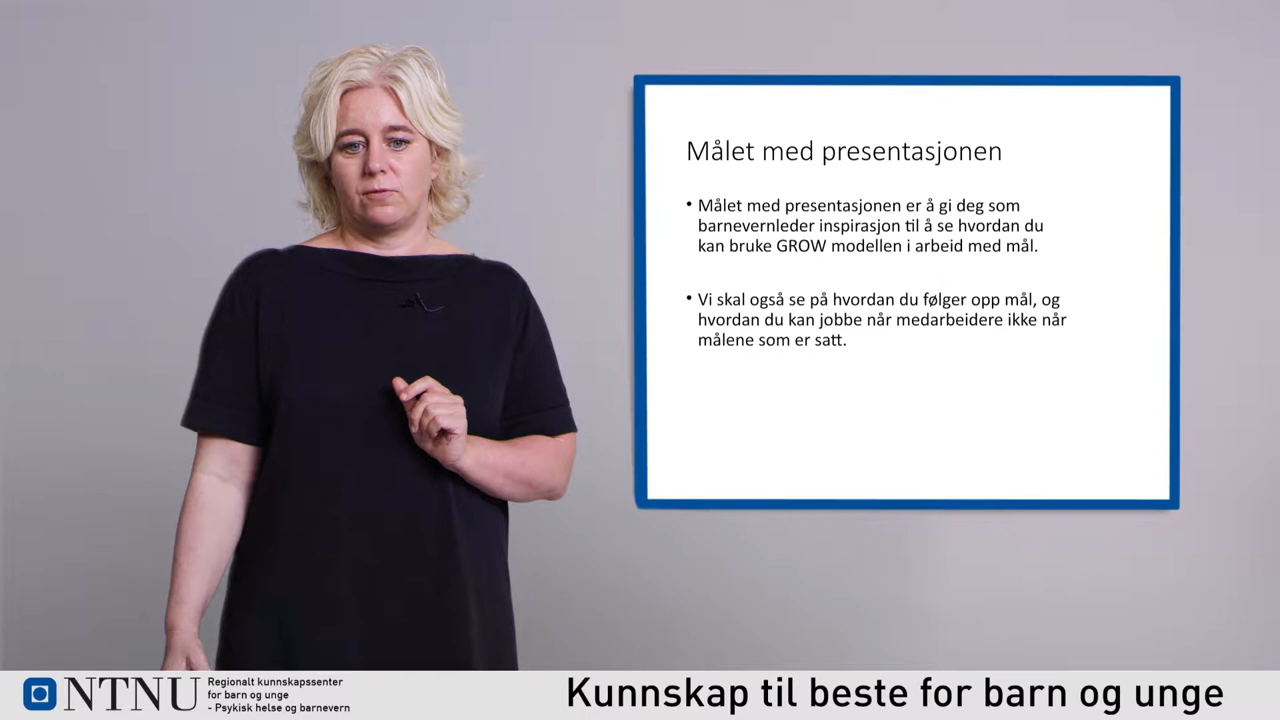 Målet med presentasjonen
• Målet med presentasjonen er å gi deg som
barnevernleder inspirasjon til å se hvordan du
kan bruke GROW modellen i arbeid med mål.
• Vi skal også se på hvordan du følger opp mål, og
hvordan du kan jobbe når medarbeidere ikke når
målene som er satt.
NTNU
Regionalt kunnskapssenter
for barn og unge
- Psykisk helse og barnevern
Kunnskap til beste for barn og unge